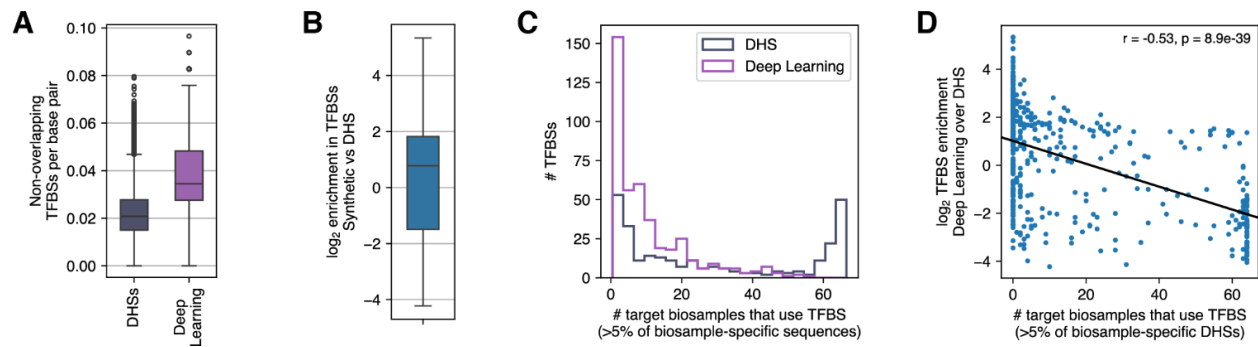 A
Non-overlapping
TFBSs per base pair
0.10
0.08
0.06
0.04
0.02
0.00
DHSs
Deep
Learning
B
log2 enrichment in TFBSs
Synthetic vs DHS
4
2
0
−2
−4
C
# TFBSs
150
125
100
75
50
25
0
DHS
Deep Learning
0
20
40
60
# target biosamples that use TFBS
(>5% of biosample-specific sequences)
D
log2 TFBS enrichment
Deep Learning over DHS
r = -0.53, p = 8.9e-39
4
2
0
−2
−4
0
20
40
60
# target biosamples that use TFBS
(>5% of biosample-specific DHSs)